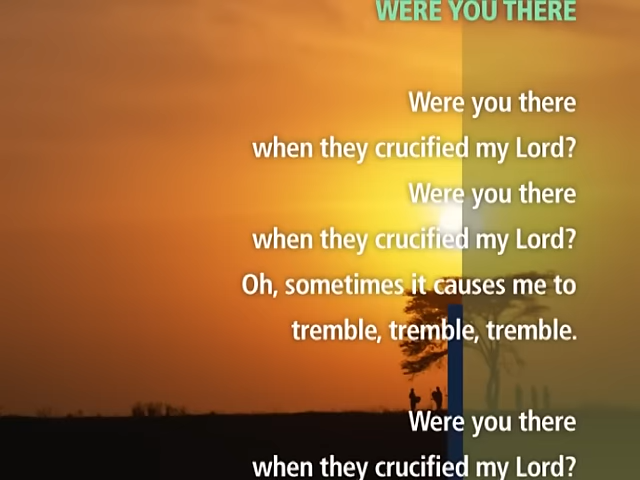 WERE YOU THERE
Were you there
when they crucified my Lord?
Were you there
when they crucified my Lord?
Oh, sometimes it causes me to
tremble, tremble, tremble.
Were you there
when they crucified my Lord?